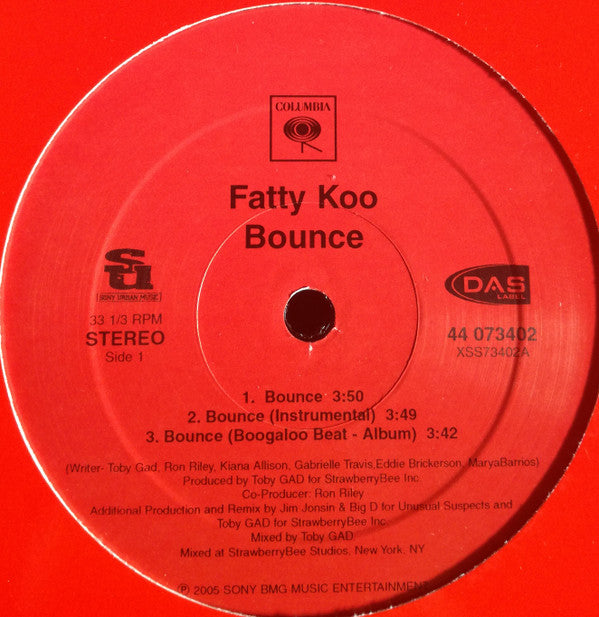 COLUMBIA
Fatty Koo
Bounce
SU
SONY URBAN MUSIC
33 1/3 RPM
STEREO
Side 1
DAS
LABEL
44 073402
XSS73402A
1. Bounce 3:50
2. Bounce (Instrumental) 3:49
3. Bounce (Boogaloo Beat - Album) 3:42
(Writer- Toby Gad, Ron Riley, Kiana Allison, Gabrielle Travis,Eddie Brickerson, MaryaBarrios)
Produced by Toby GAD for StrawberryBee Inc
Co-Producer: Ron Riley
Additional Production and Remix by Jim Jonsin & Big D for Unusual Suspects and
Toby GAD for StrawberryBee Inc.
Mixed by Toby GAD
Mixed at StrawberryBee Studios, New York, NY
℗ 2005 SONY BMG MUSIC ENTERTAINMENT